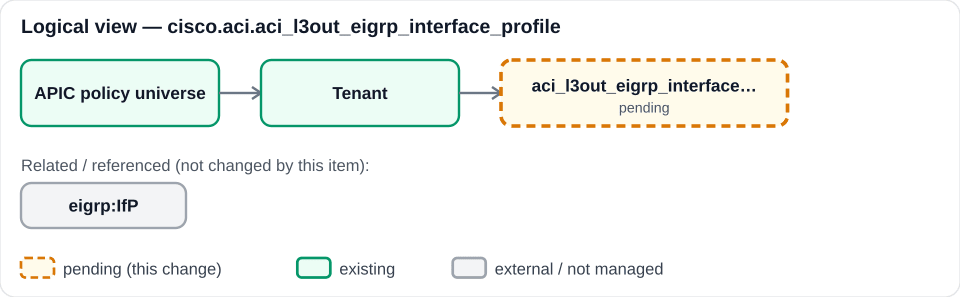 Logical view — cisco.aci.aci_l3out_eigrp_interface_profile
APIC policy universe
Tenant
aci_l3out_eigrp_interface…
pending
Related / referenced (not changed by this item):
eigrp:IfP
pending (this change)
existing
external / not managed